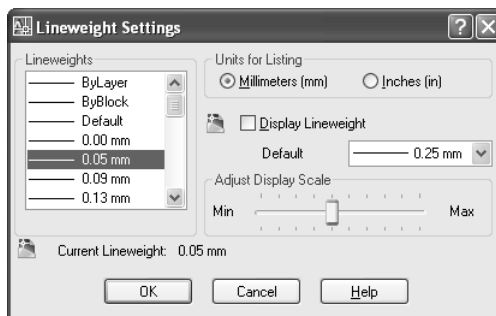 Lineweight Settings
Lineweights
ByLayer
ByBlock
Default
0.00 mm
0.05 mm
0.09 mm
0.13 mm
Units for Listing
Millimeters (mm)
Inches (in)
Display Lineweight
Default
0.25 mm
Adjust Display Scale
Min
Max
Current Lineweight: 0.05 mm
OK
Cancel
Help